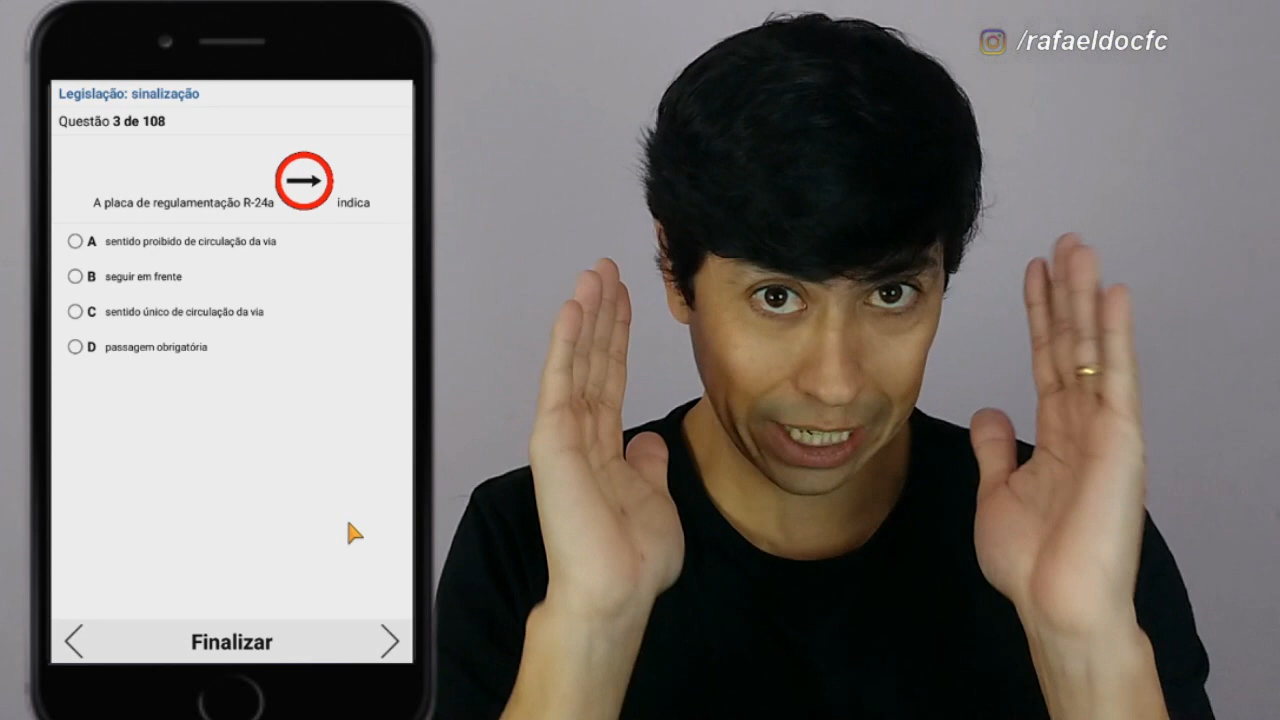 /rafaeldocfc
Legislação: sinalização
Questão 3 de 108
A placa de regulamentação R-24a indica
A sentido proibido de circulação da via
B seguir em frente
C sentido único de circulação da via
D passagem obrigatória
Finalizar